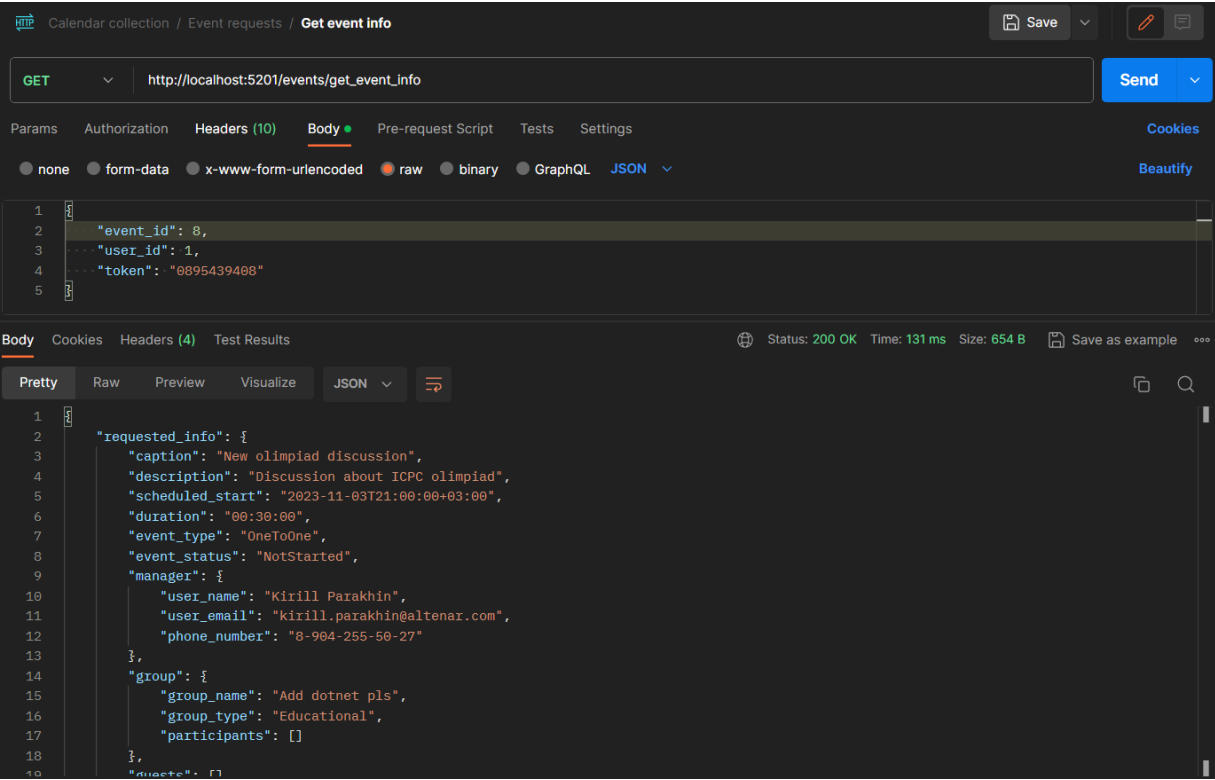 HTTP Calendar collection / Event requests / Get event info Save
GET http://localhost:5201/events/get_event_info Send
Params Authorization Headers (10) Body Pre-request Script Tests Settings Cookies
none form-data x-www-form-urlencoded raw binary GraphQL JSON Beautify
1 {
2 "event_id": 8,
3 "user_id": 1,
4 "token": "0895439408"
5 }
Body Cookies Headers (4) Test Results Status: 200 OK Time: 131 ms Size: 654 B Save as example
Pretty Raw Preview Visualize JSON
1 {
2 "requested_info": {
3 "caption": "New olimpiad discussion",
4 "description": "Discussion about ICPC olimpiad",
5 "scheduled_start": "2023-11-03T21:00:00+03:00",
6 "duration": "00:30:00",
7 "event_type": "OneToOne",
8 "event_status": "NotStarted",
9 "manager": {
10 "user_name": "Kirill Parakhin",
11 "user_email": "kirill.parakhin@altenar.com",
12 "phone_number": "8-904-255-50-27"
13 },
14 "group": {
15 "group_name": "Add dotnet pls",
16 "group_type": "Educational",
17 "participants": []
18 },
19 "guests": []